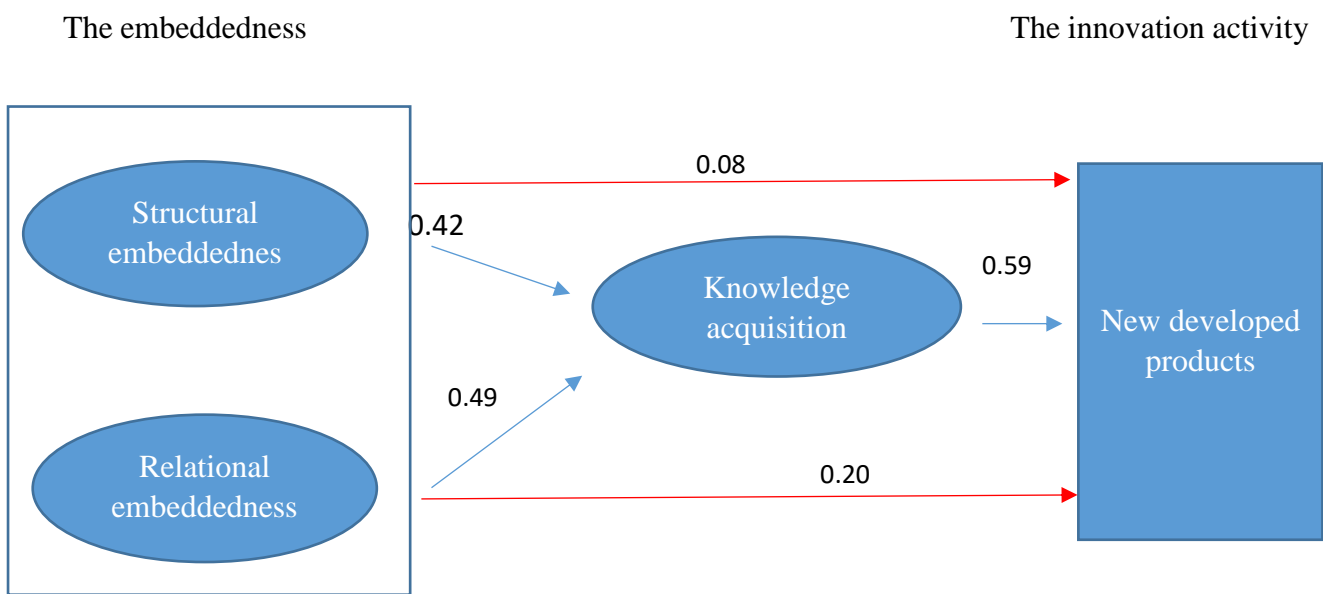 The embeddedness
The innovation activity
0.08
Structural
embeddednes
0.42
Knowledge
acquisition
0.59
New developed
products
0.49
Relational
embeddedness
0.20